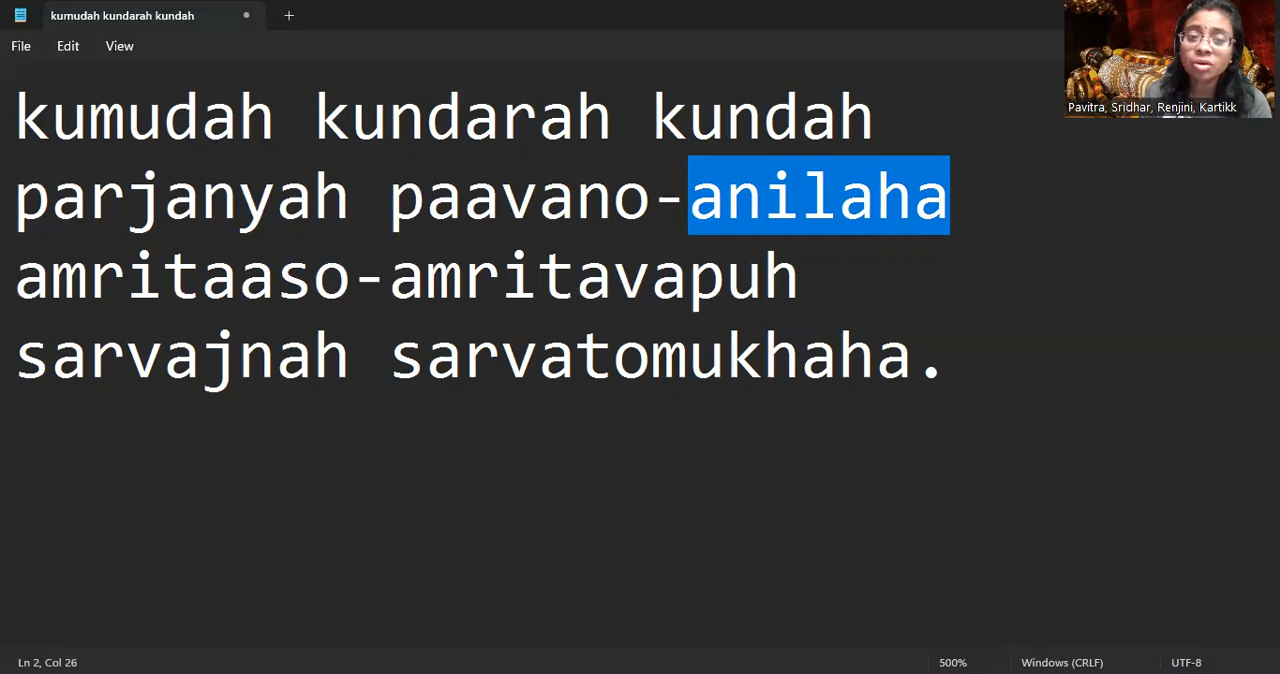 kumudah kundarah kundah
File Edit View
Pavitra, Sridhar, Renjini, Kartikk
kumudah kundarah kundah
parjanyah paavano-anilaha
amritaaso-amritavapuh
sarvajnah sarvatomukhaha.
Ln 2, Col 26 500% Windows (CRLF) UTF-8